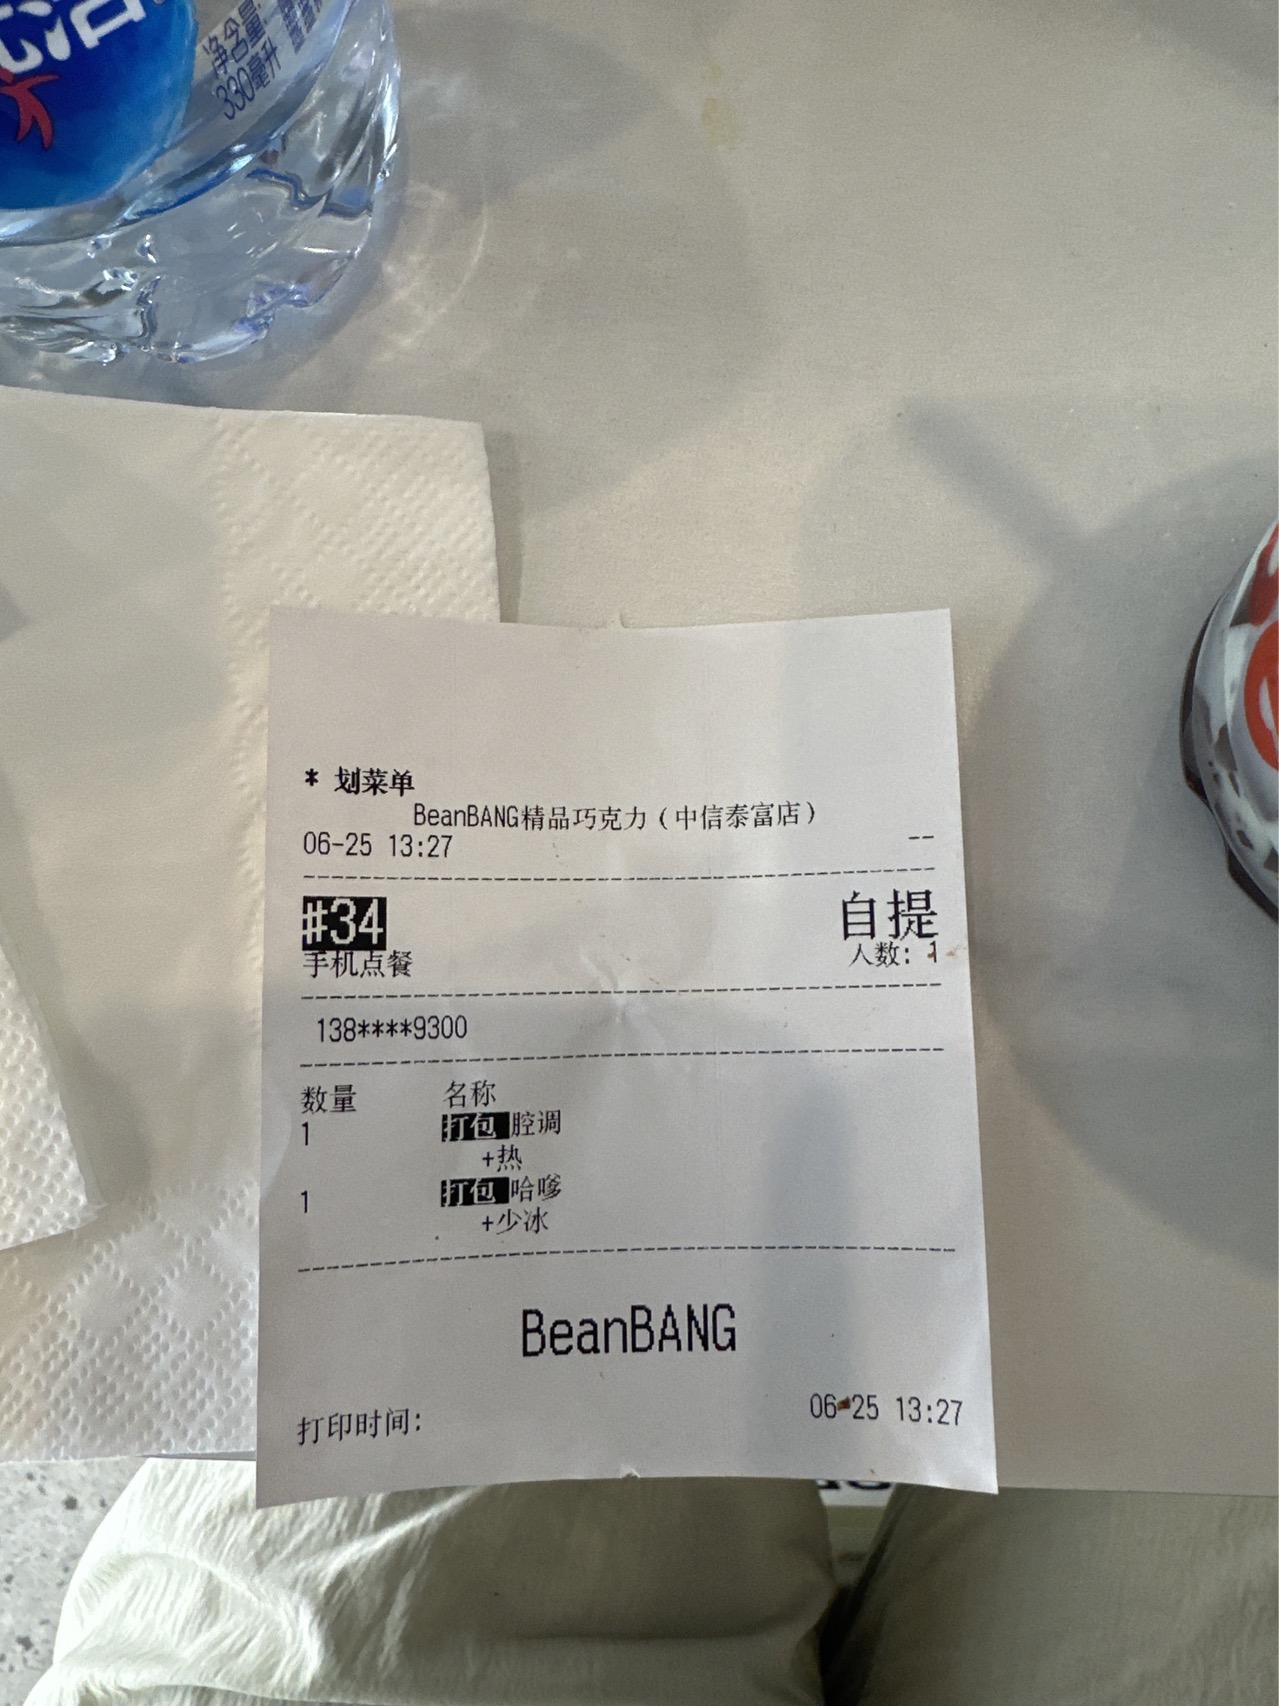 净含量:
330毫升
* 划菜单
BeanBANG精品巧克力（中信泰富店）
06-25 13:27 --
#34 自提
手机点餐 人数: 1
138****9300
数量 名称
1 打包 腔调
+热
1 打包 哈嗲
+少冰
BeanBANG
打印时间: 06-25 13:27